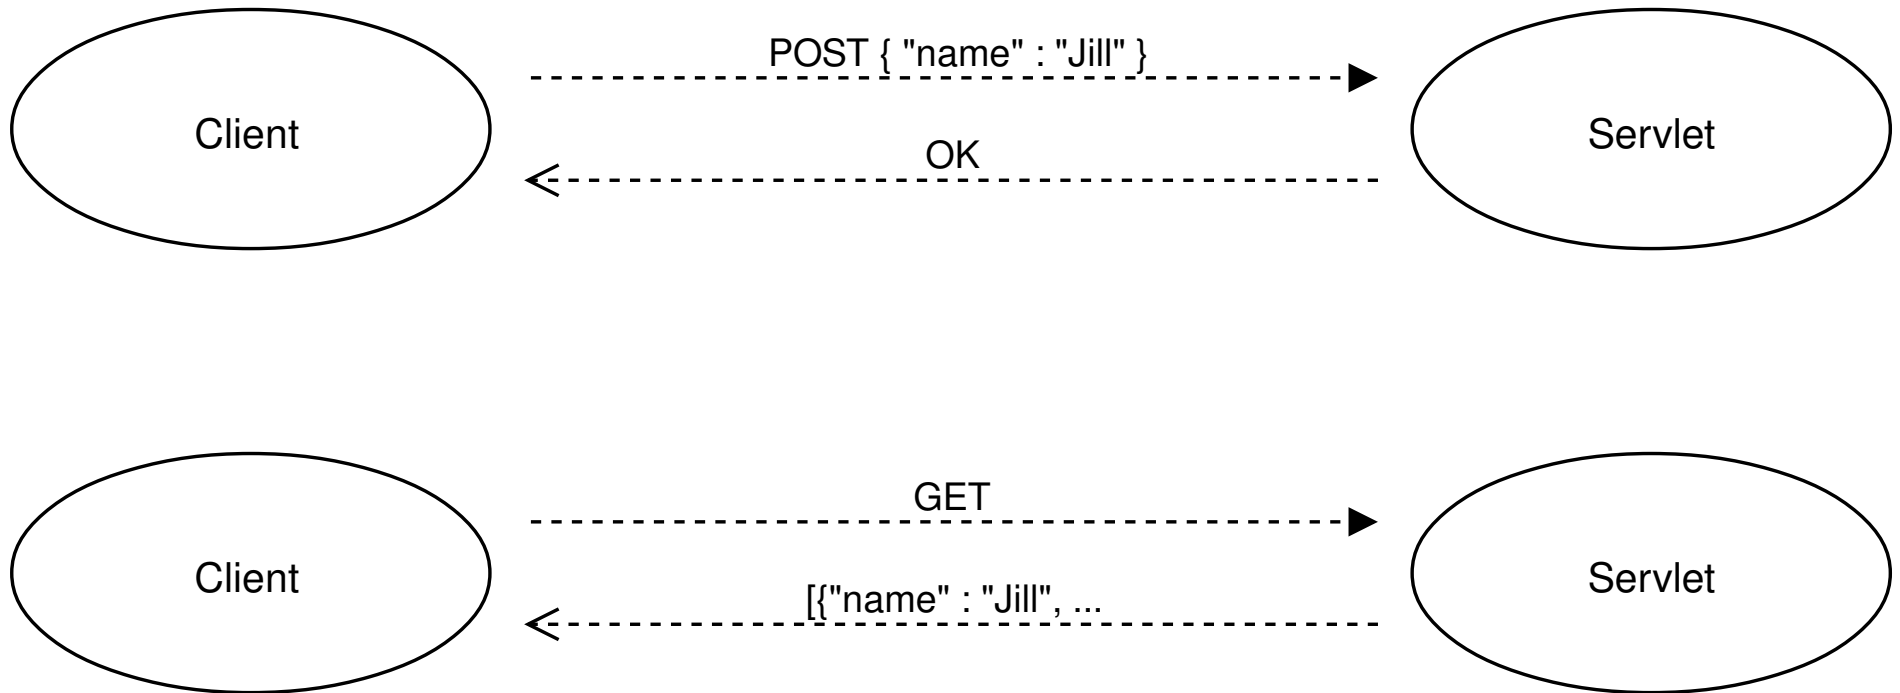 POST { "name" : "Jill" }
Client
Servlet
OK
GET
Client
Servlet
[{"name" : "Jill", ...